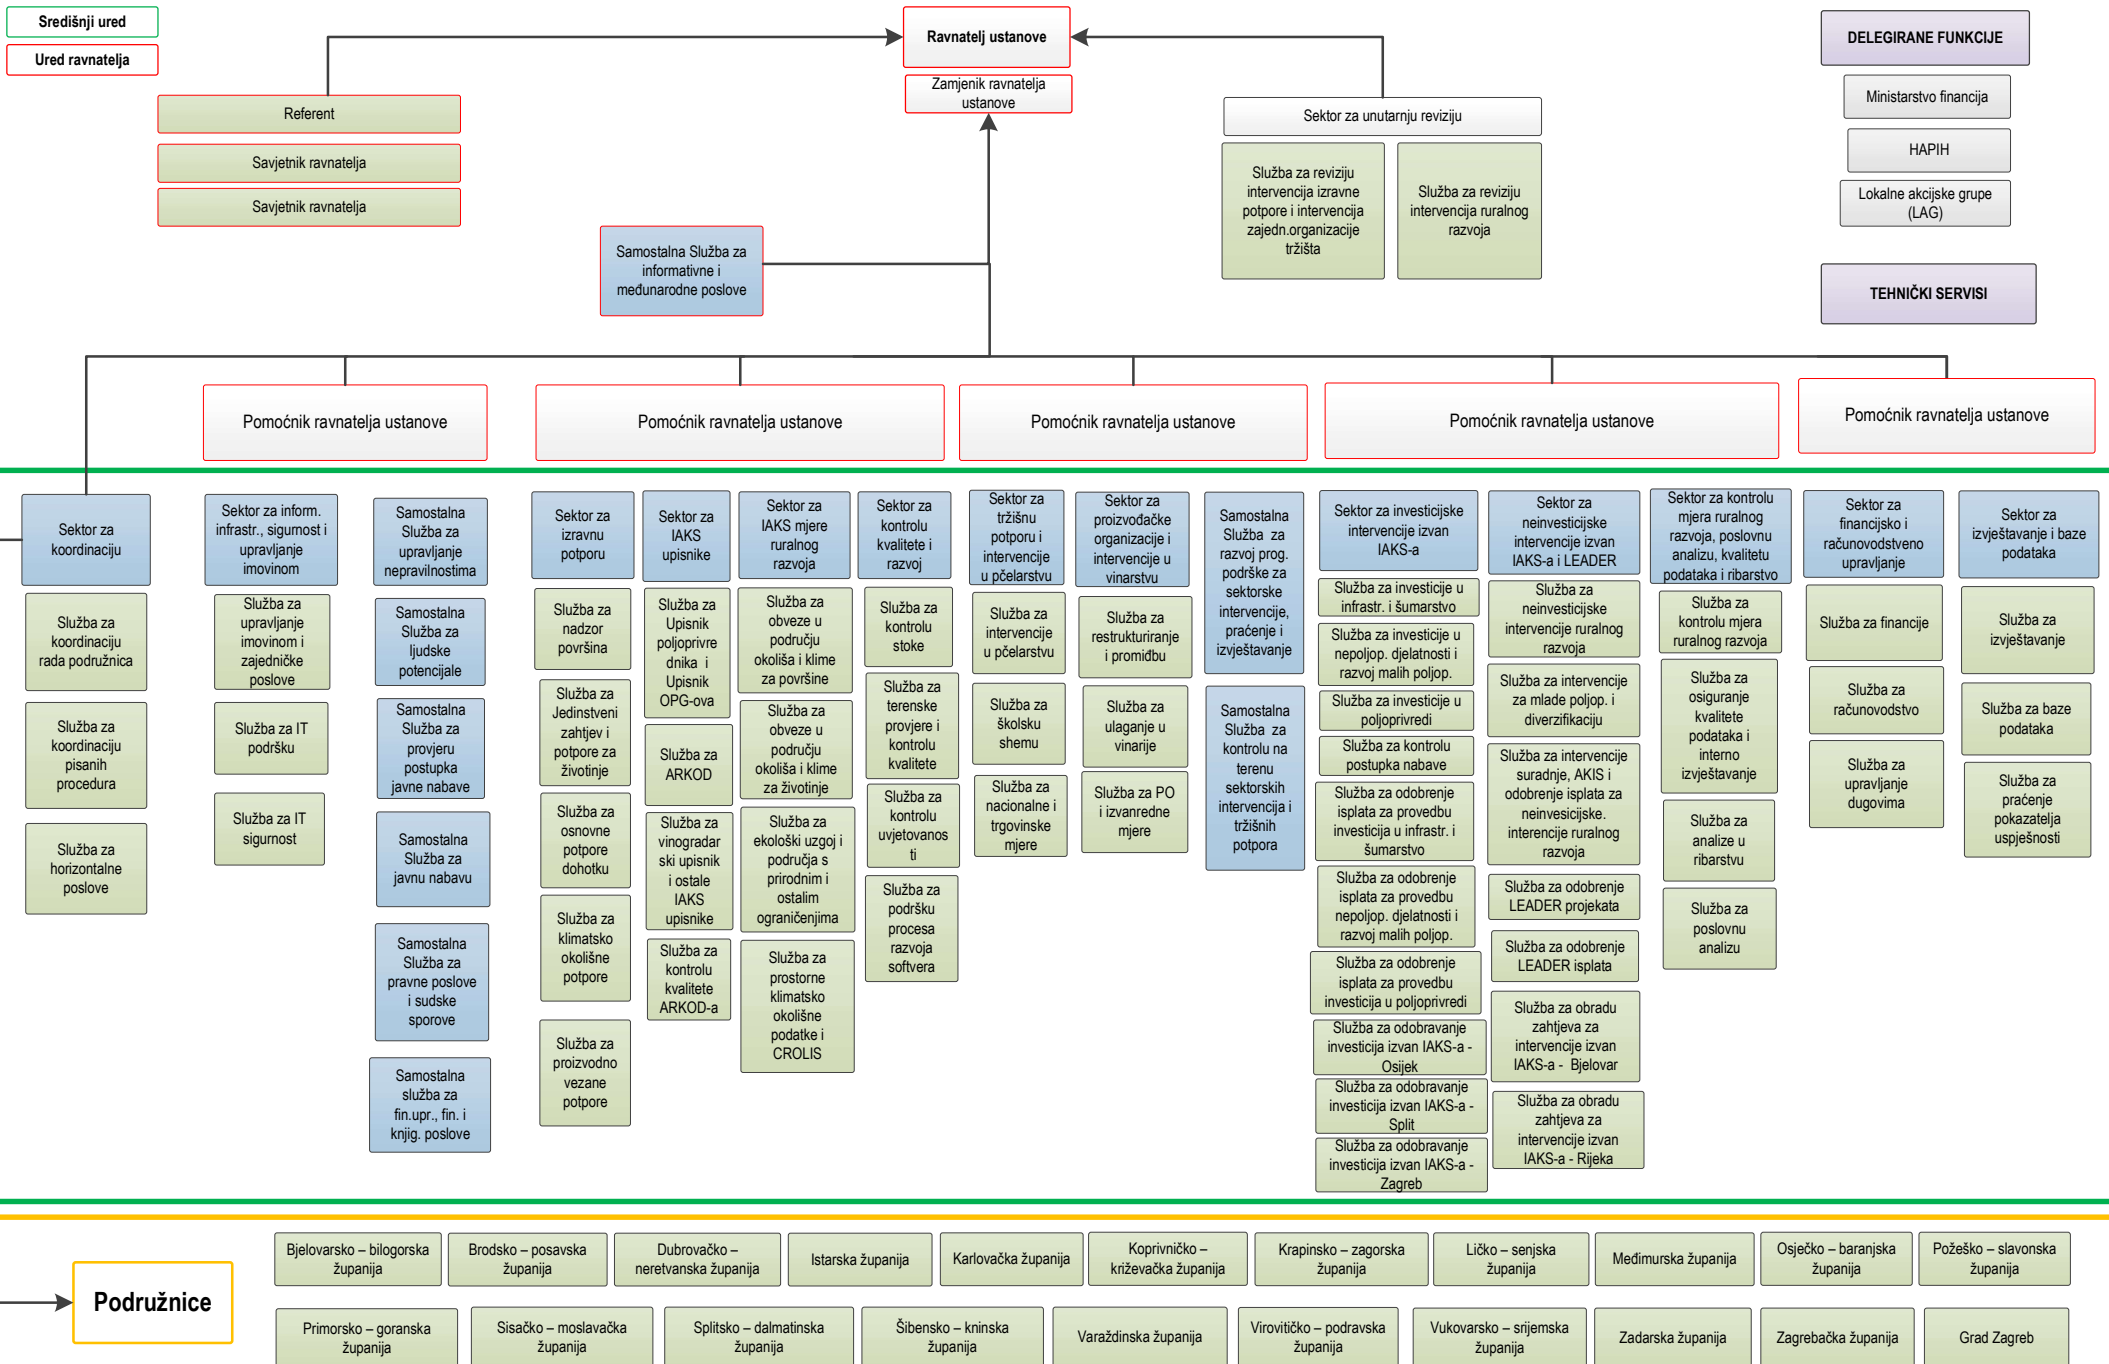 Središnji ured
Ured ravnatelja
Ravnatelj ustanove
Zamjenik ravnatelja
ustanove
DELEGIRANE FUNKCIJE
Ministarstvo financija
HAPIH
Lokalne akcijske grupe
(LAG)
TEHNIČKI SERVISI
Referent
Savjetnik ravnatelja
Savjetnik ravnatelja
Sektor za unutarnju reviziju
Služba za reviziju
intervencija izravne
potpore i intervencija
zajedn.organizacije
tržišta
Služba za reviziju
intervencija ruralnog
razvoja
Samostalna Služba za
informativne i
međunarodne poslove
Pomoćnik ravnatelja ustanove
Pomoćnik ravnatelja ustanove
Pomoćnik ravnatelja ustanove
Pomoćnik ravnatelja ustanove
Pomoćnik ravnatelja ustanove
Sektor za
koordinaciju
Služba za
koordinaciju
rada podružnica
Služba za
koordinaciju
pisanih
procedura
Služba za
horizontalne
poslove
Sektor za inform.
infrastr., sigurnost i
upravljanje
imovinom
Služba za
upravljanje
imovinom i
zajedničke
poslove
Služba za IT
podršku
Služba za IT
sigurnost
Samostalna
Služba za
upravljanje
nepravilnostima
Samostalna
Služba za
ljudske
potencijale
Samostalna
Služba za
provjeru
postupka
javne nabave
Samostalna
Služba za
javnu nabavu
Samostalna
Služba za
pravne poslove
i sudske
sporove
Samostalna
služba za
fin.upr., fin. i
knjig. poslove
Sektor za
izravnu
potporu
Služba za
nadzor
površina
Služba za
Jedinstveni
zahtjev i
potpore za
životinje
Služba za
osnovne
potpore
dohotku
Služba za
klimatsko
okolišne
potpore
Služba za
proizvodno
vezane
potpore
Sektor za
IAKS
upisnike
Služba za
Upisnik
poljoprivre
dnika i
Upisnik
OPG-ova
Služba za
ARKOD
Služba za
vinogradar
ski upisnik
i ostale
IAKS
upisnike
Služba za
kontrolu
kvalitete
ARKOD-a
Sektor za
IAKS mjere
ruralnog
razvoja
Služba za
obveze u
području
okoliša i klime
za površine
Služba za
obveze u
području
okoliša i klime
za životinje
Služba za
ekološki uzgoj i
područja s
prirodnim i
ostalim
ograničenjima
Služba za
prostorne
klimatsko
okolišne
podatke i
CROLIS
Sektor za
kontrolu
kvalitete i
razvoj
Služba za
kontrolu
stoke
Služba za
terenske
provjere i
kontrolu
kvalitete
Služba za
kontrolu
uvjetovanos
ti
Služba za
podršku
procesa
razvoja
softvera
Sektor za
tržišnu
potporu i
intervencije
u pčelarstvu
Služba za
intervencije
u pčelarstvu
Služba za
školsku
shemu
Služba za
nacionalne i
trgovinske
mjere
Sektor za
proizvođačke
organizacije i
intervencije u
vinarstvu
Služba za
restrukturiranje
i promidbu
Služba za
ulaganje u
vinarije
Služba za PO
i izvanredne
mjere
Samostalna
Služba za
razvoj prog.
podrške za
sektorske
intervencije,
praćenje i
izvještavanje
Samostalna
Služba za
kontrolu na
terenu
sektorskih
intervencija i
tržišnih
potpora
Sektor za investicijske
intervencije izvan
IAKS-a
Služba za investicije u
infrastr. i šumarstvo
Služba za investicije u
nepoljop. djelatnosti i
razvoj malih poljop.
Služba za investicije u
poljoprivredi
Služba za kontrolu
postupka nabave
Služba za odobrenje
isplata za provedbu
investicija u infrastr. i
šumarstvo
Služba za odobrenje
isplata za provedbu
nepoljop. djelatnosti i
razvoj malih poljop.
Služba za odobrenje
isplata za provedbu
investicija u poljoprivredi
Služba za odobravanje
investicija izvan IAKS-a -
Osijek
Služba za odobravanje
investicija izvan IAKS-a -
Split
Služba za odobravanje
investicija izvan IAKS-a -
Zagreb
Sektor za
neinvesticijske
intervencije izvan
IAKS-a i LEADER
Služba za
neinvesticijske
intervencije ruralnog
razvoja
Služba za intervencije
za mlade poljop. i
diverzifikaciju
Služba za intervencije
suradnje, AKIS i
odobrenje isplata za
neinvesicijske.
interencije ruralnog
razvoja
Služba za odobrenje
LEADER projekata
Služba za odobrenje
LEADER isplata
Služba za obradu
zahtjeva za
intervencije izvan
IAKS-a - Bjelovar
Služba za obradu
zahtjeva za
intervencije izvan
IAKS-a - Rijeka
Sektor za kontrolu
mjera ruralnog
razvoja, poslovnu
analizu, kvalitetu
podataka i ribarstvo
Služba za
kontrolu mjera
ruralnog razvoja
Služba za
osiguranje
kvalitete
podataka i
interno
izvještavanje
Služba za
analize u
ribarstvu
Služba za
poslovnu
analizu
Sektor za
financijsko i
računovodstveno
upravljanje
Služba za financije
Služba za
računovodstvo
Služba za
upravljanje
dugovima
Sektor za
izvještavanje i baze
podataka
Služba za
izvještavanje
Služba za baze
podataka
Služba za
praćenje
pokazatelja
uspješnosti
Podružnice
Bjelovarsko – bilogorska
županija
Brodsko – posavska
županija
Dubrovačko –
neretvanska županija
Istarska županija
Karlovačka županija
Koprivničko –
križevačka županija
Krapinsko – zagorska
županija
Ličko – senjska
županija
Međimurska županija
Osječko – baranjska
županija
Požeško – slavonska
županija
Primorsko – goranska
županija
Sisačko – moslavačka
županija
Splitsko – dalmatinska
županija
Šibensko – kninska
županija
Varaždinska županija
Virovitičko – podravska
županija
Vukovarsko – srijemska
županija
Zadarska županija
Zagrebačka županija
Grad Zagreb